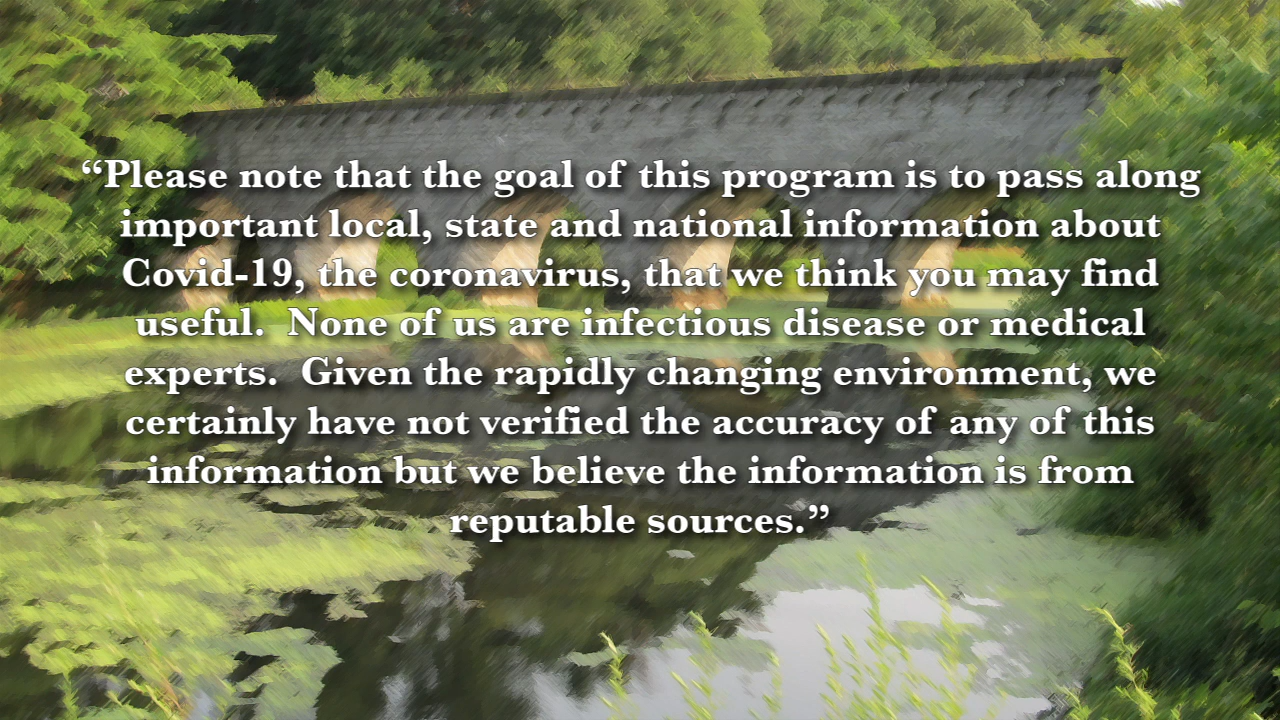 “Please note that the goal of this program is to pass along
important local, state and national information about
Covid-19, the coronavirus, that we think you may find
useful.  None of us are infectious disease or medical
experts.  Given the rapidly changing environment, we
certainly have not verified the accuracy of any of this
information but we believe the information is from
reputable sources.”